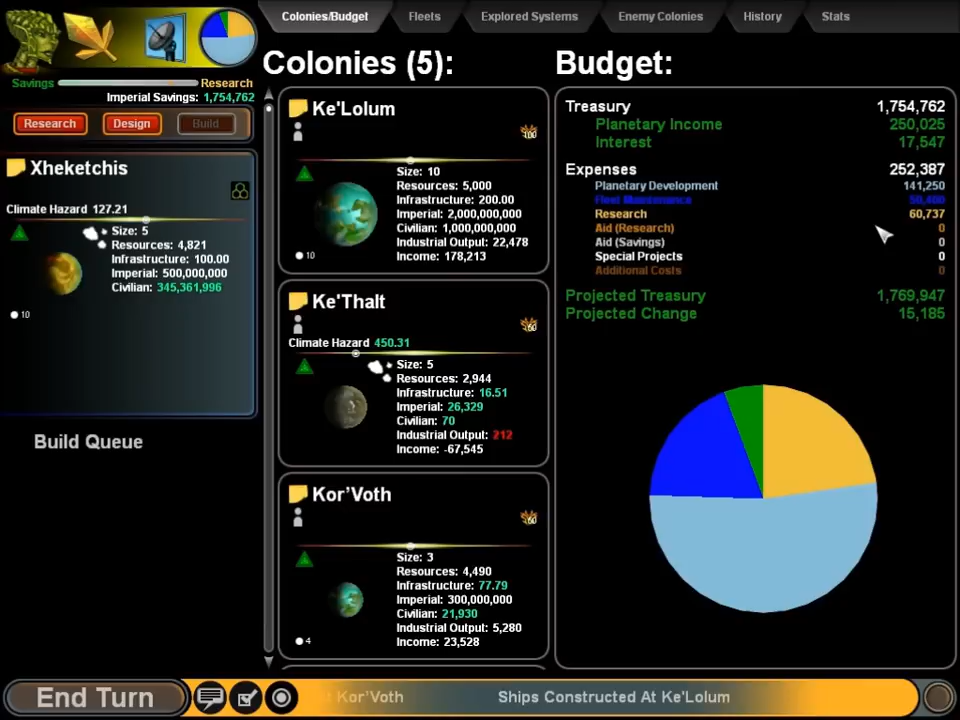 Colonies/Budget
Fleets
Explored Systems
Enemy Colonies
History
Stats
Savings
Research
Imperial Savings: 1,754,762
Research
Design
Build
Xheketchis
Climate Hazard 127.21
Size: 5
Resources: 4,821
Infrastructure: 100.00
Imperial: 500,000,000
Civilian: 345,361,996
10
Build Queue
Colonies (5):
Ke'Lolum
100
Size: 10
Resources: 5,000
Infrastructure: 200.00
Imperial: 2,000,000,000
Civilian: 1,000,000,000
Industrial Output: 22,478
Income: 178,213
10
Ke'Thalt
60
Climate Hazard 450.31
Size: 5
Resources: 2,944
Infrastructure: 16.51
Imperial: 26,329
Civilian: 70
Industrial Output: 212
Income: -67,545
Kor'Voth
60
Size: 3
Resources: 4,490
Infrastructure: 77.79
Imperial: 300,000,000
Civilian: 21,930
Industrial Output: 5,280
Income: 23,528
4
Budget:
Treasury 1,754,762
Planetary Income 250,025
Interest 17,547
Expenses 252,387
Planetary Development 141,250
Fleet Maintenance 50,400
Research 60,737
Aid (Research) 0
Aid (Savings) 0
Special Projects 0
Additional Costs 0
Projected Treasury 1,769,947
Projected Change 15,185
End Turn
t Kor'Voth
Ships Constructed At Ke'Lolum